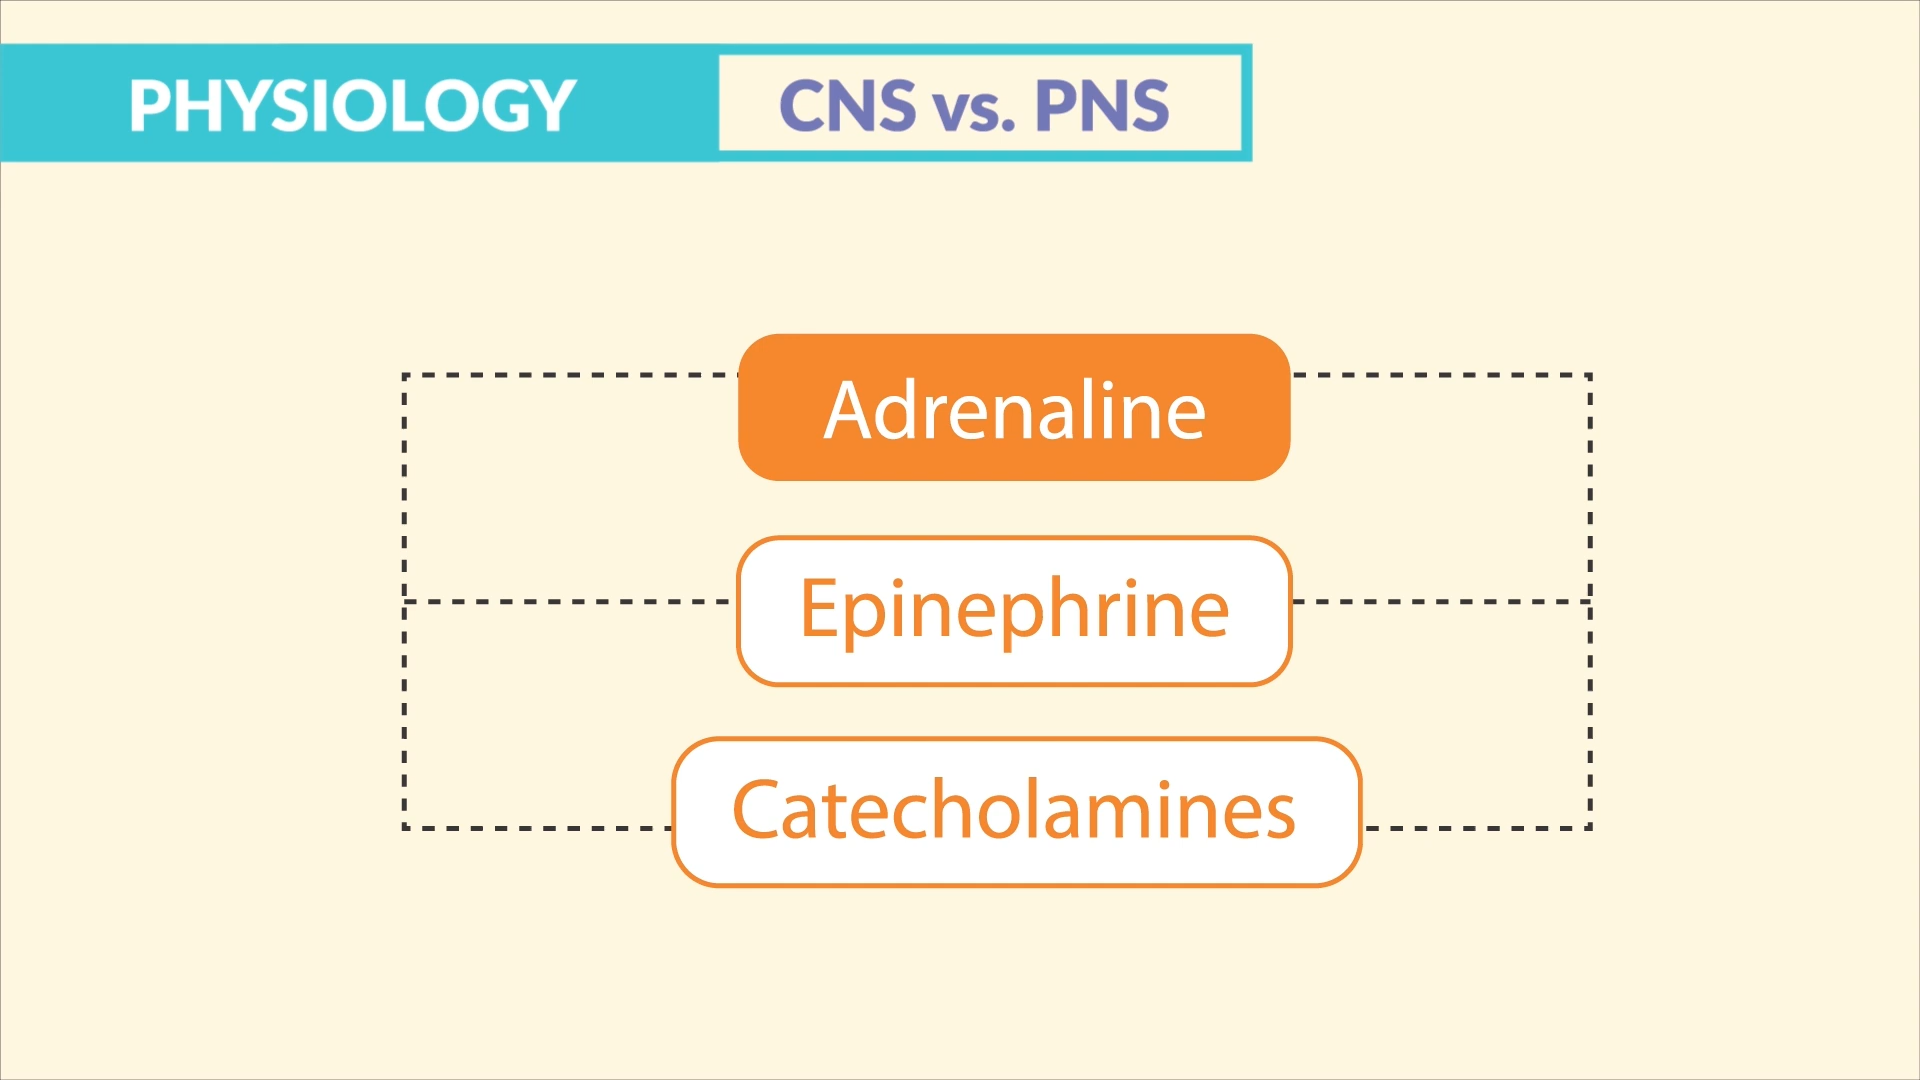 PHYSIOLOGY CNS vs. PNS
Adrenaline
Epinephrine
Catecholamines